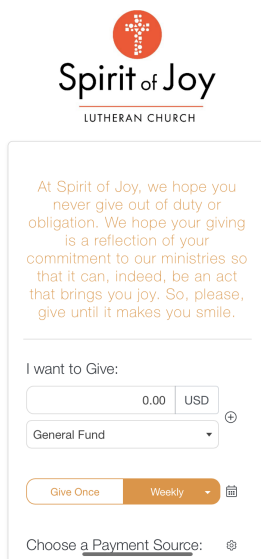 Spirit of Joy
LUTHERAN CHURCH
At Spirit of Joy, we hope you
never give out of duty or
obligation. We hope your giving
is a reflection of your
commitment to our ministries so
that it can, indeed, be an act
that brings you joy. So, please,
give until it makes you smile.
I want to Give:
0.00 USD
General Fund
Give Once Weekly
Choose a Payment Source: